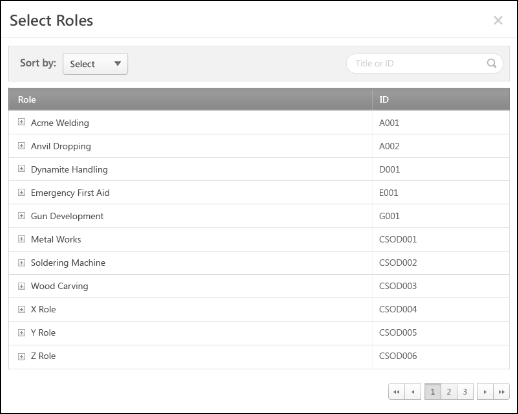 Select Roles
Sort by: Select Title or ID
Role ID
Acme Welding A001
Anvil Dropping A002
Dynamite Handling D001
Emergency First Aid E001
Gun Development G001
Metal Works CSOD001
Soldering Machine CSOD002
Wood Carving CSOD003
X Role CSOD004
Y Role CSOD005
Z Role CSOD006
1 2 3